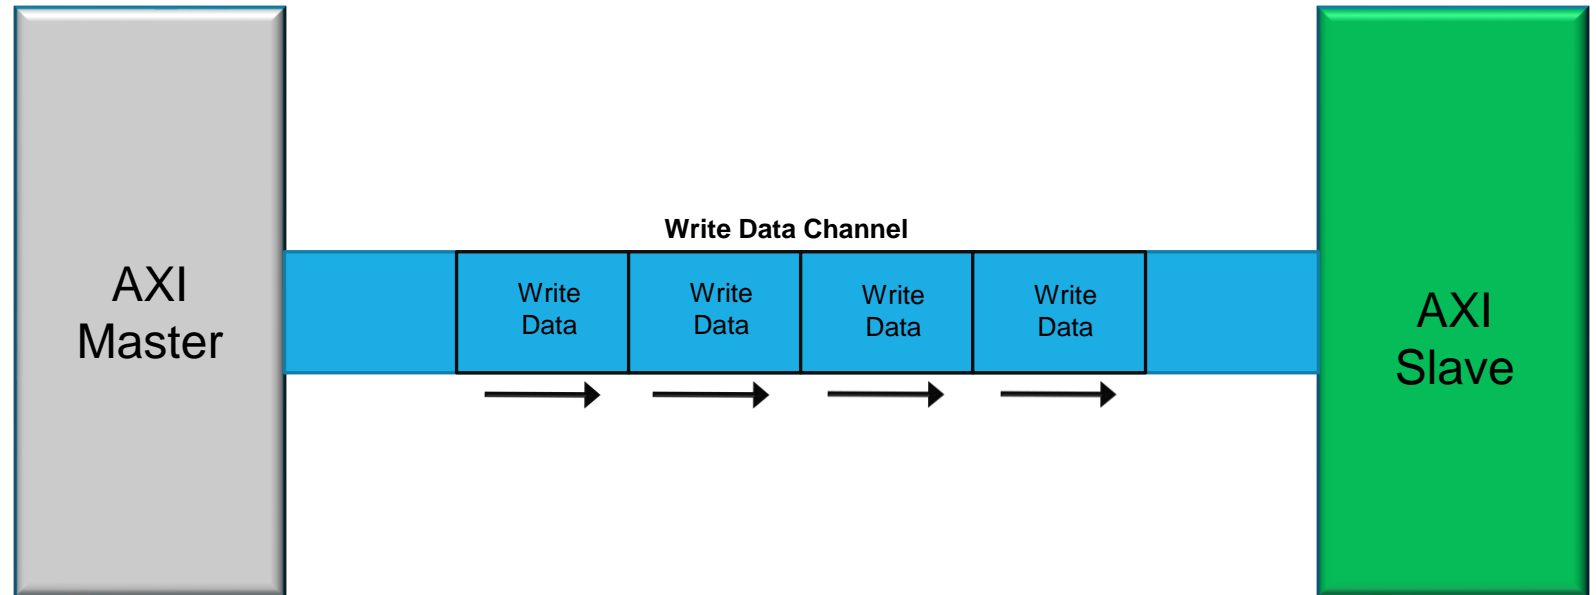 Write Data Channel
AXI
Master
Write
Data
Write
Data
Write
Data
Write
Data
AXI
Slave